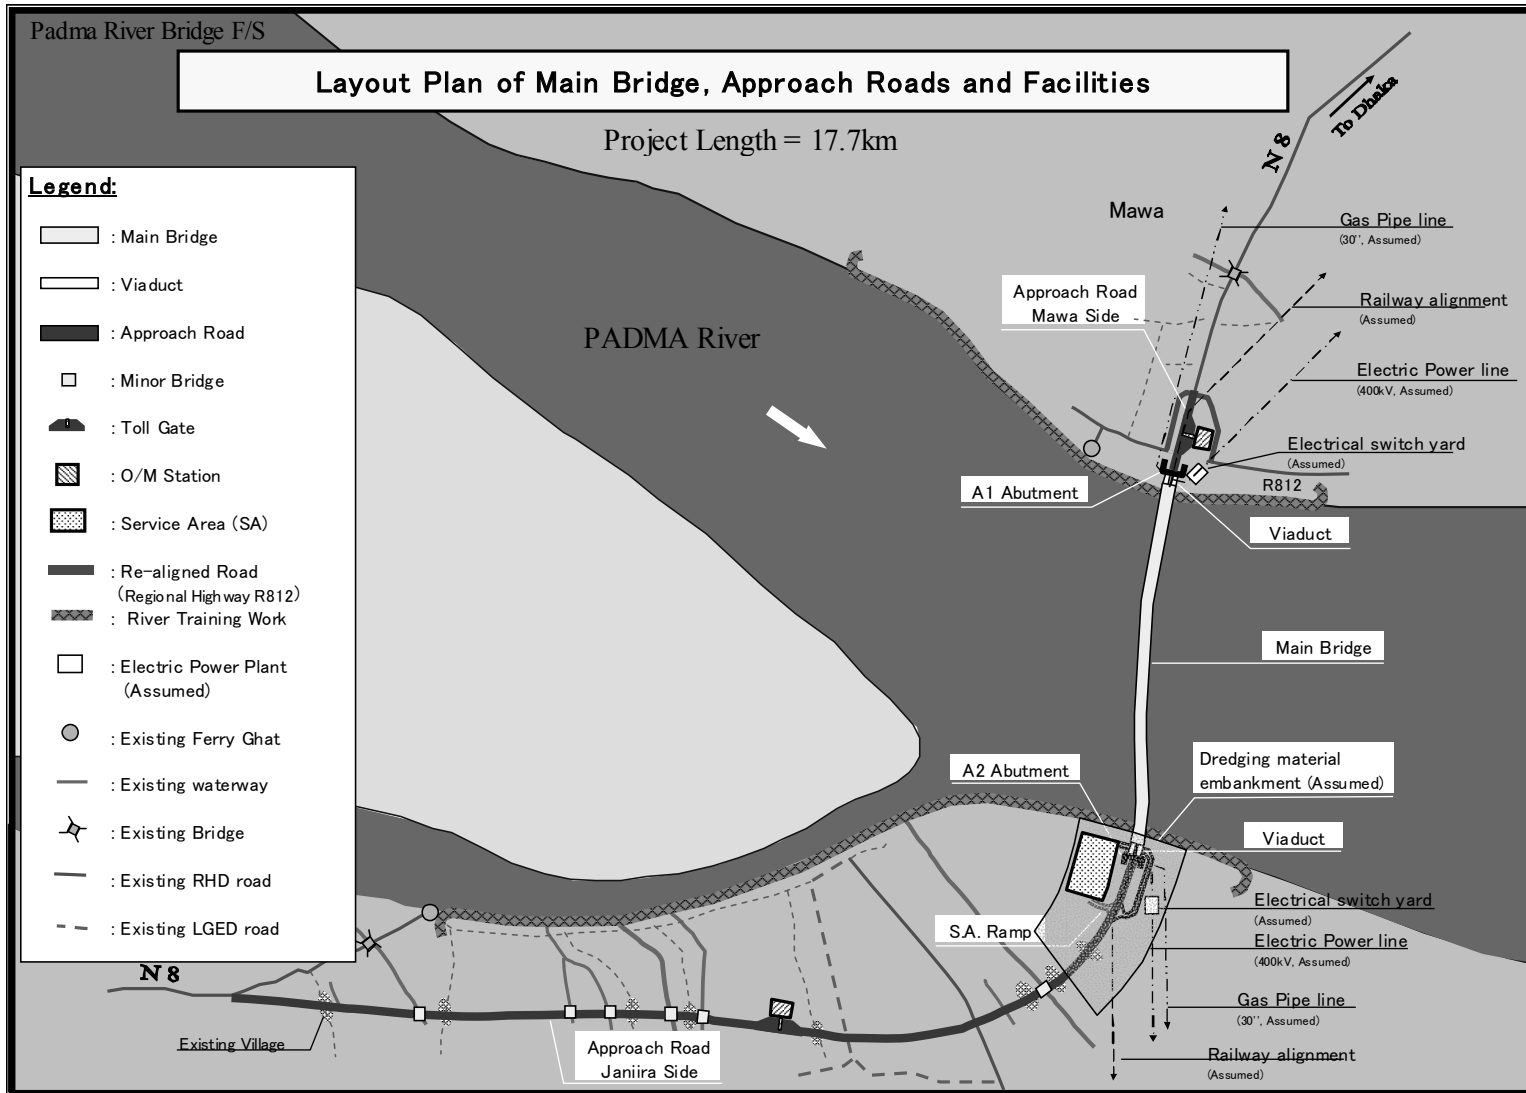 Padma River Bridge F/S
Layout Plan of Main Bridge, Approach Roads and Facilities
Project Length = 17.7km
To Dhaka
N 8
Legend:
: Main Bridge
: Viaduct
: Approach Road
: Minor Bridge
: Toll Gate
: O/M Station
: Service Area (SA)
: Re-aligned Road
(Regional Highway R812)
: River Training Work
: Electric Power Plant
(Assumed)
: Existing Ferry Ghat
: Existing waterway
: Existing Bridge
: Existing RHD road
: Existing LGED road
Mawa
Gas Pipe line
(30'', Assumed)
Approach Road
Mawa Side
Railway alignment
(Assumed)
PADMA River
Electric Power line
(400kV, Assumed)
Electrical switch yard
(Assumed)
A1 Abutment
R812
Viaduct
Main Bridge
A2 Abutment
Dredging material
embankment (Assumed)
Viaduct
S.A. Ramp
Electrical switch yard
(Assumed)
Electric Power line
(400kV, Assumed)
Gas Pipe line
(30'', Assumed)
Railway alignment
(Assumed)
N 8
Existing Village
Approach Road
Janjira Side